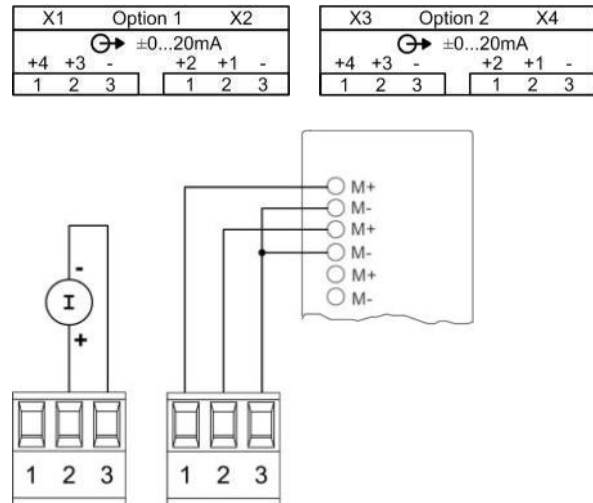 X1 Option 1 X2
±0...20mA
+4 +3 - +2 +1 -
1 2 3 1 2 3
X3 Option 2 X4
±0...20mA
+4 +3 - +2 +1 -
1 2 3 1 2 3
M+
M-
M+
M-
M+
M-
-
I
+
1 2 3 1 2 3